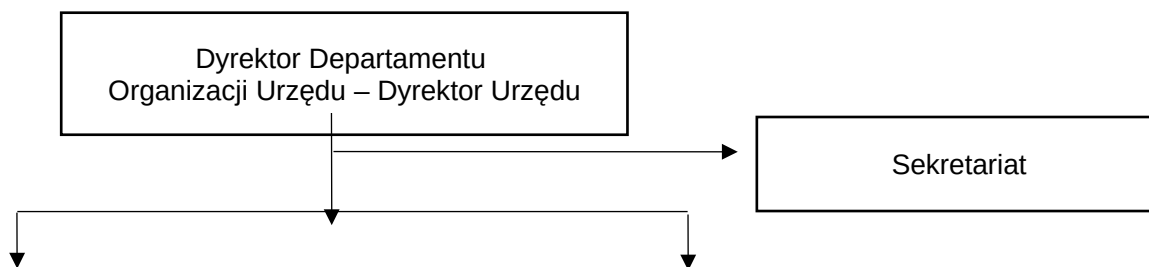 Dyrektor Departamentu
Organizacji Urzędu – Dyrektor Urzędu
Sekretariat